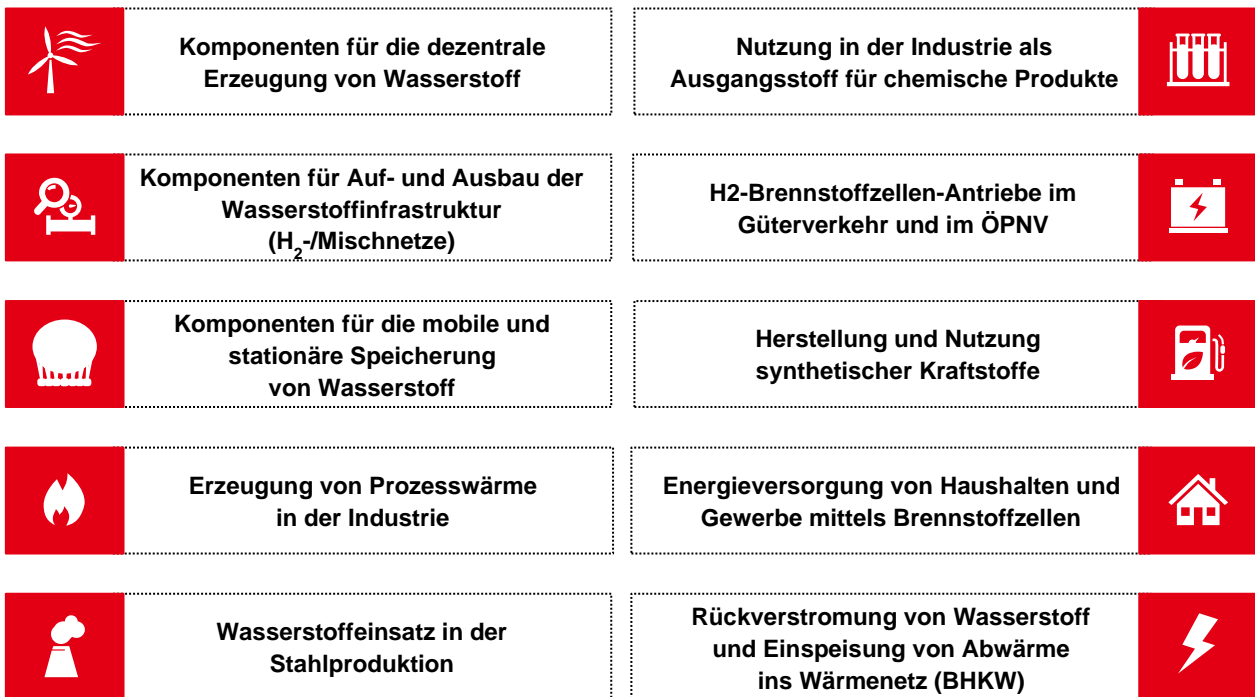 Komponenten für die dezentrale
Erzeugung von Wasserstoff
Nutzung in der Industrie als
Ausgangsstoff für chemische Produkte
Komponenten für Auf- und Ausbau der
Wasserstoffinfrastruktur
(H₂-/Mischnetze)
H2-Brennstoffzellen-Antriebe im
Güterverkehr und im ÖPNV
Komponenten für die mobile und
stationäre Speicherung
von Wasserstoff
Herstellung und Nutzung
synthetischer Kraftstoffe
Erzeugung von Prozesswärme
in der Industrie
Energieversorgung von Haushalten und
Gewerbe mittels Brennstoffzellen
Wasserstoffeinsatz in der
Stahlproduktion
Rückverstromung von Wasserstoff
und Einspeisung von Abwärme
ins Wärmenetz (BHKW)